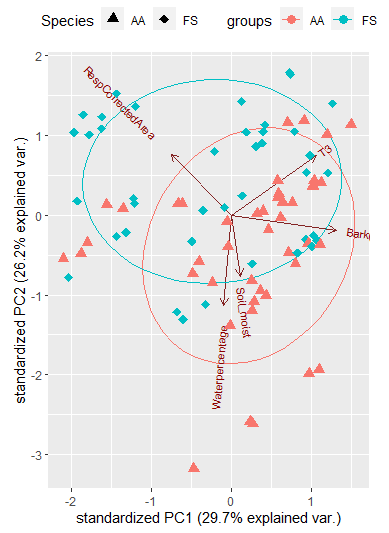 Species AA FS groups AA FS
standardized PC2 (26.2% explained var.)
2
1
0
-1
-2
-3
RespCorrectedArea
T3
Bark
Soil_moist
Waterpercentage
-2 -1 0 1
standardized PC1 (29.7% explained var.)